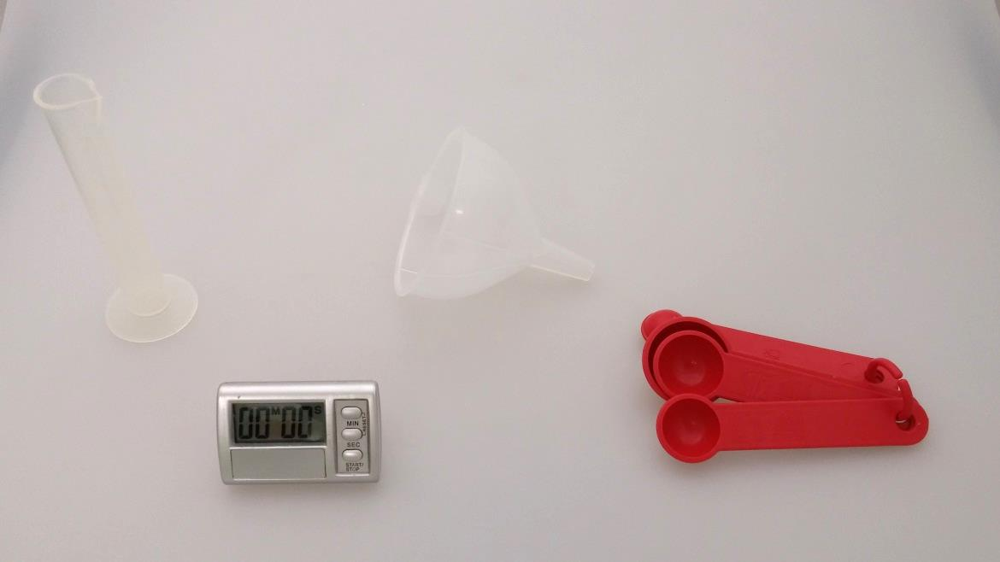 00M00S
MIN
SEC
START/
STOP
RESET